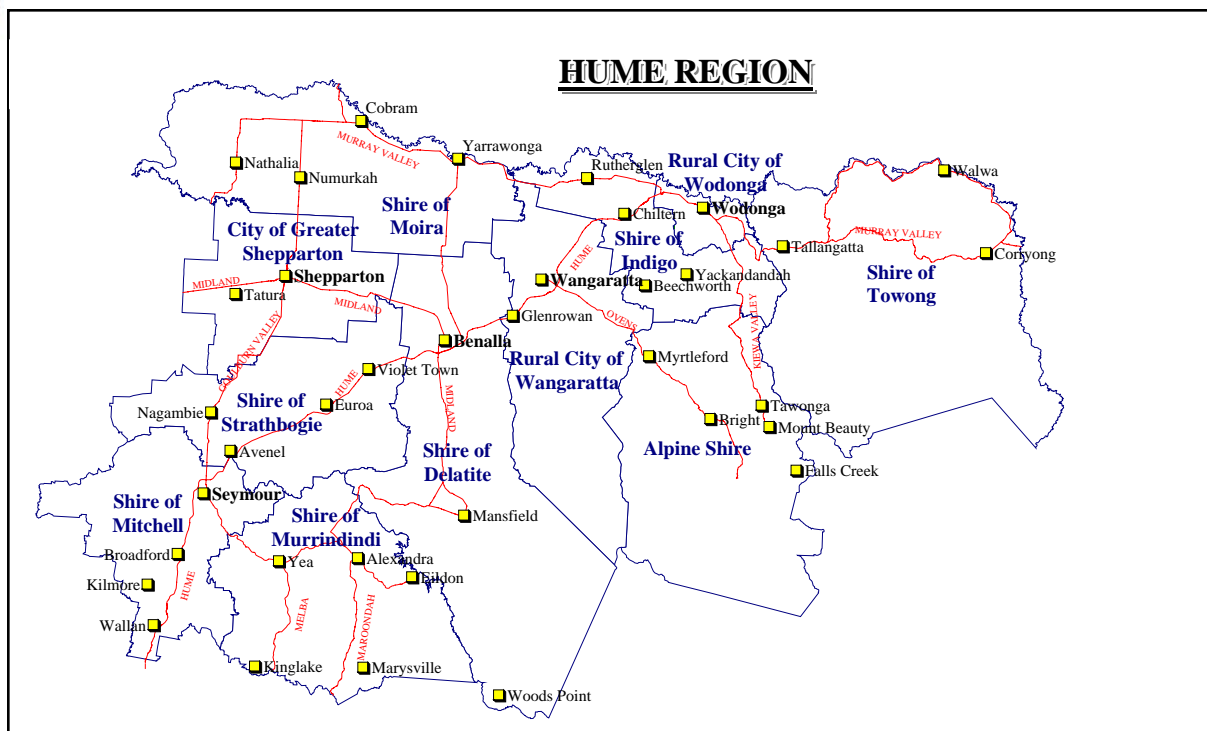 HUME REGION
Cobram
MURRAY VALLEY
Yarrawonga
Nathalia
Numurkah
Rutherglen
Rural City of
Wodonga
Walwa
Shire of
Moira
City of Greater
Shepparton
Chiltern
Wodonga
Tallangatta
MURRAY VALLEY
Corryong
Shire of
Indigo
Shire of
Towong
HUME
Shepparton
MIDLAND
Tatura
MIDLAND
Wangaratta
Yackandandah
Beechworth
Glenrowan
OVENS
KIEWA VALLEY
GOULBURN VALLEY
Benalla
Rural City of
Wangaratta
Myrtleford
Violet Town
HUME
Euroa
MIDLAND
Nagambie
Shire of
Strathbogie
Tawonga
Bright
Mount Beauty
Alpine Shire
Avenel
Shire of
Delatite
Falls Creek
Seymour
Shire of
Mitchell
Shire of
Murrindindi
Mansfield
Broadford
Yea
Alexandra
Eildon
Kilmore
HUME
MELBA
MAROONDAH
Wallan
Kinglake
Marysville
Woods Point